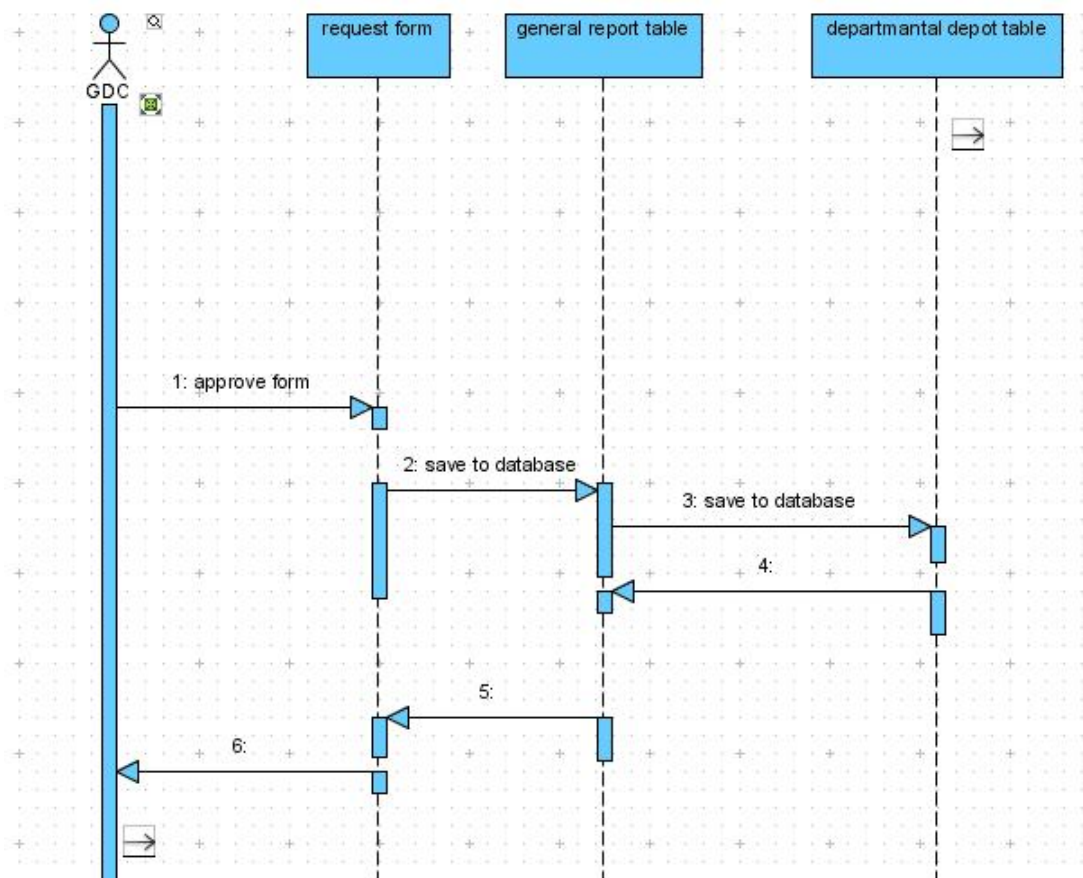 request form
general report table
departmantal depot table
GDC
1: approve form
2: save to database
3: save to database
4:
5:
6: